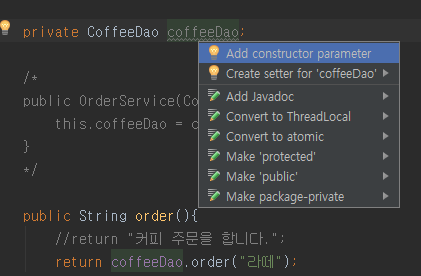 private CoffeeDao coffeeDao;
Add constructor parameter
Create setter for 'coffeeDao'
/*
public OrderService(Co
Add Javadoc
this.coffeeDao = c
Convert to ThreadLocal
}
Convert to atomic
*/
Make 'protected'
Make 'public'
Make package-private
public String order(){
//return "커피 주문을 합니다.";
return coffeeDao.order("라떼");